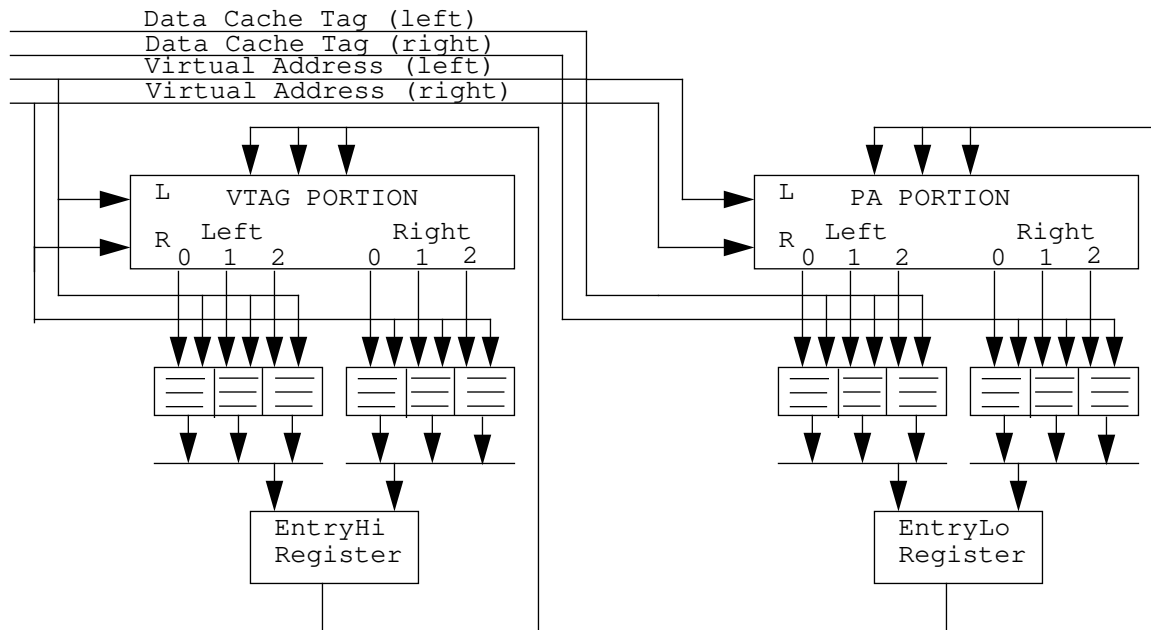 Data Cache Tag (left)
Data Cache Tag (right)
Virtual Address (left)
Virtual Address (right)
L
VTAG PORTION
R
Left
Right
0 1 2
0 1 2
L
PA PORTION
R
Left
Right
0 1 2
0 1 2
EntryHi
Register
EntryLo
Register